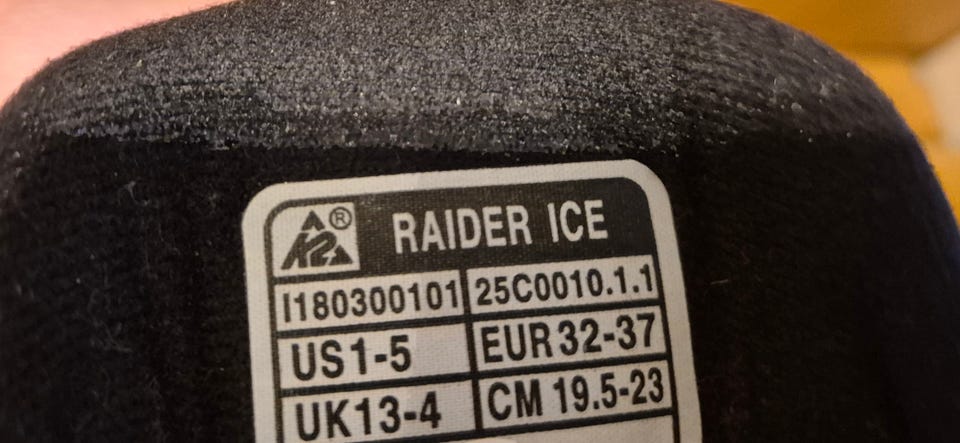 K2 ® RAIDER ICE
I180300101 25C0010.1.1
US1-5 EUR32-37
UK13-4 CM 19.5-23